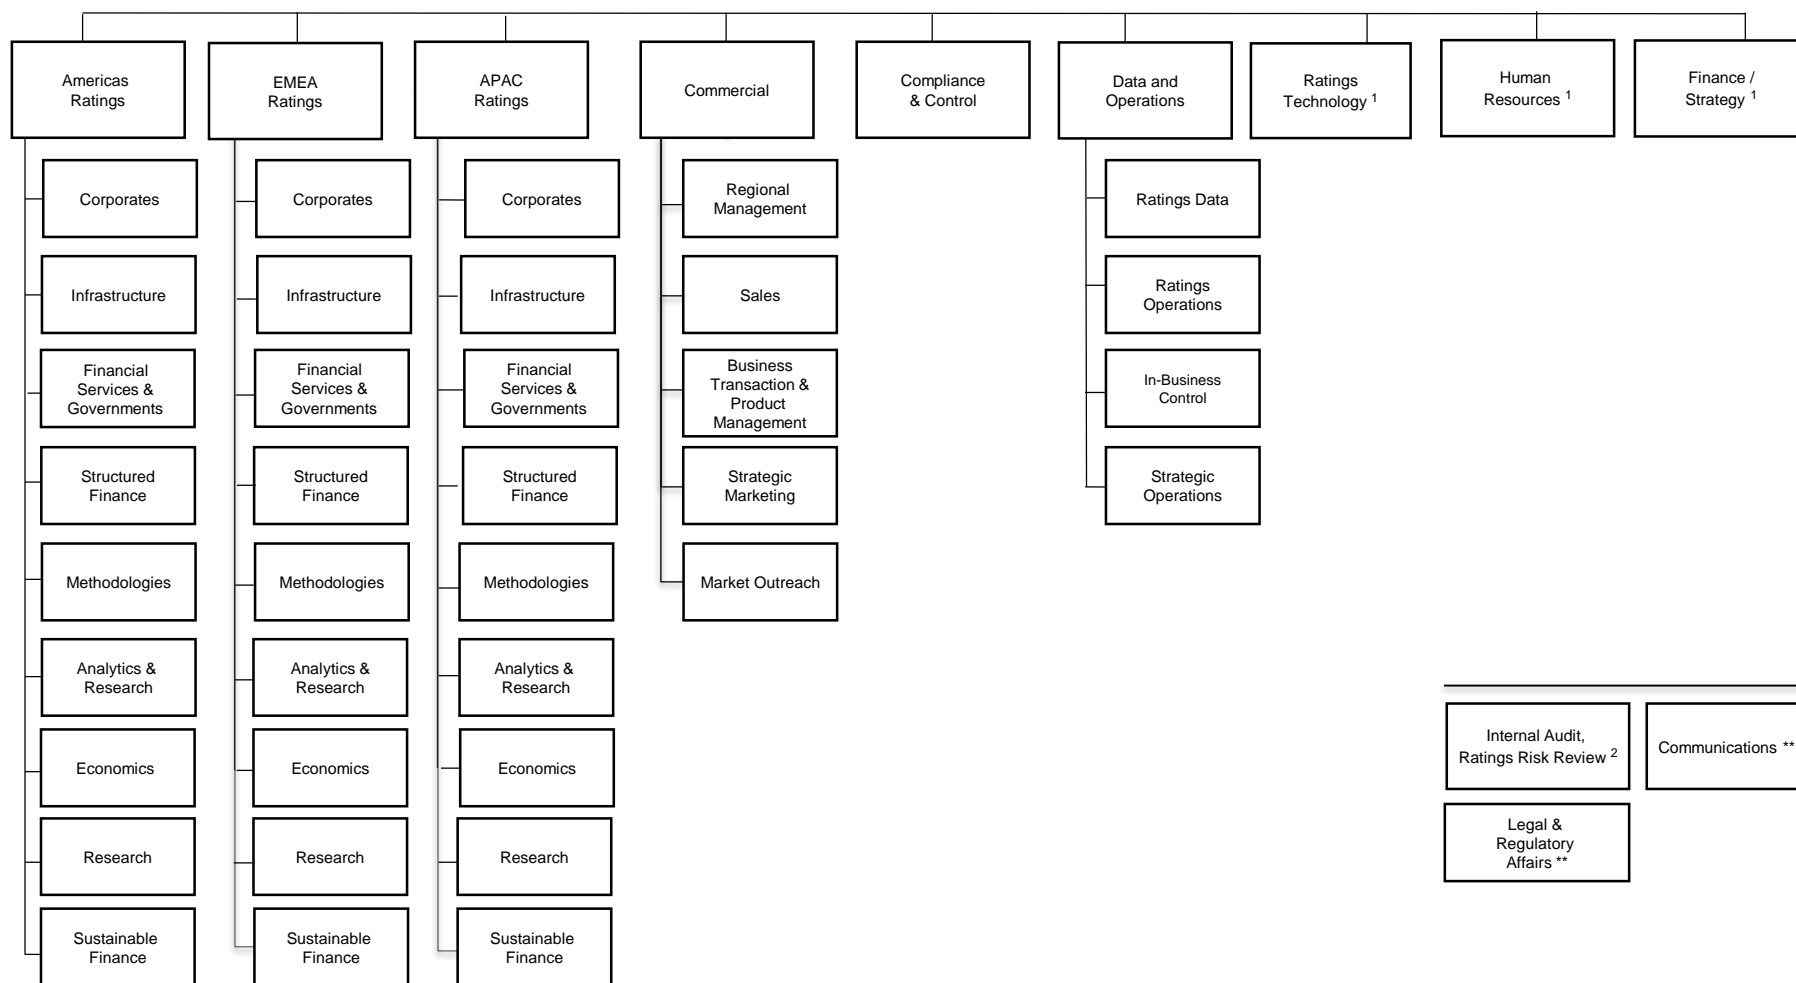 Americas
Ratings
EMEA
Ratings
APAC
Ratings
Commercial
Compliance
& Control
Data and
Operations
Ratings
Technology 1
Human
Resources 1
Finance /
Strategy 1
Corporates
Infrastructure
Financial
Services &
Governments
Structured
Finance
Methodologies
Analytics &
Research
Economics
Research
Sustainable
Finance
Corporates
Infrastructure
Financial
Services &
Governments
Structured
Finance
Methodologies
Analytics &
Research
Economics
Research
Sustainable
Finance
Corporates
Infrastructure
Financial
Services &
Governments
Structured
Finance
Methodologies
Analytics &
Research
Economics
Research
Sustainable
Finance
Regional
Management
Sales
Business
Transaction &
Product
Management
Strategic
Marketing
Market Outreach
Ratings Data
Ratings
Operations
In-Business
Control
Strategic
Operations
Internal Audit,
Ratings Risk Review 2
Communications **
Legal &
Regulatory
Affairs **